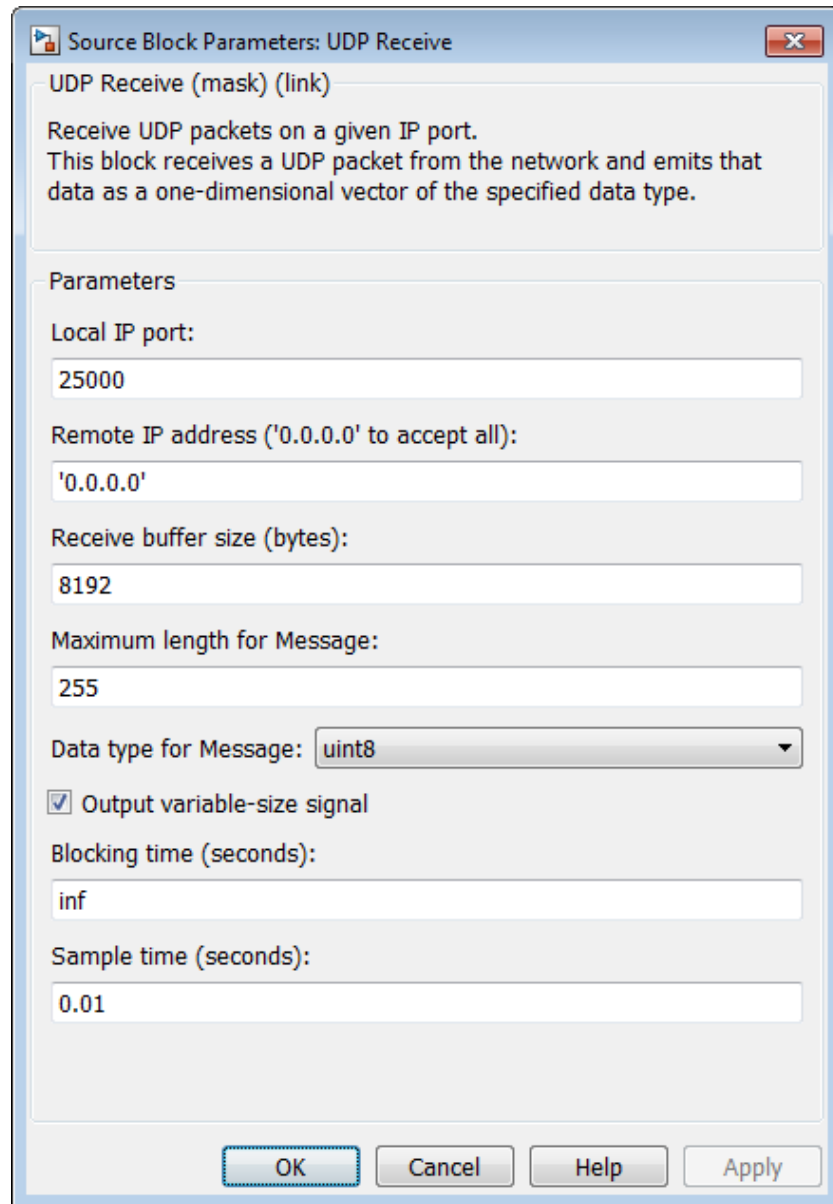 Source Block Parameters: UDP Receive
UDP Receive (mask) (link)
Receive UDP packets on a given IP port.
This block receives a UDP packet from the network and emits that
data as a one-dimensional vector of the specified data type.
Parameters
Local IP port:
25000
Remote IP address ('0.0.0.0' to accept all):
'0.0.0.0'
Receive buffer size (bytes):
8192
Maximum length for Message:
255
Data type for Message: uint8
Output variable-size signal
Blocking time (seconds):
inf
Sample time (seconds):
0.01
OK Cancel Help Apply